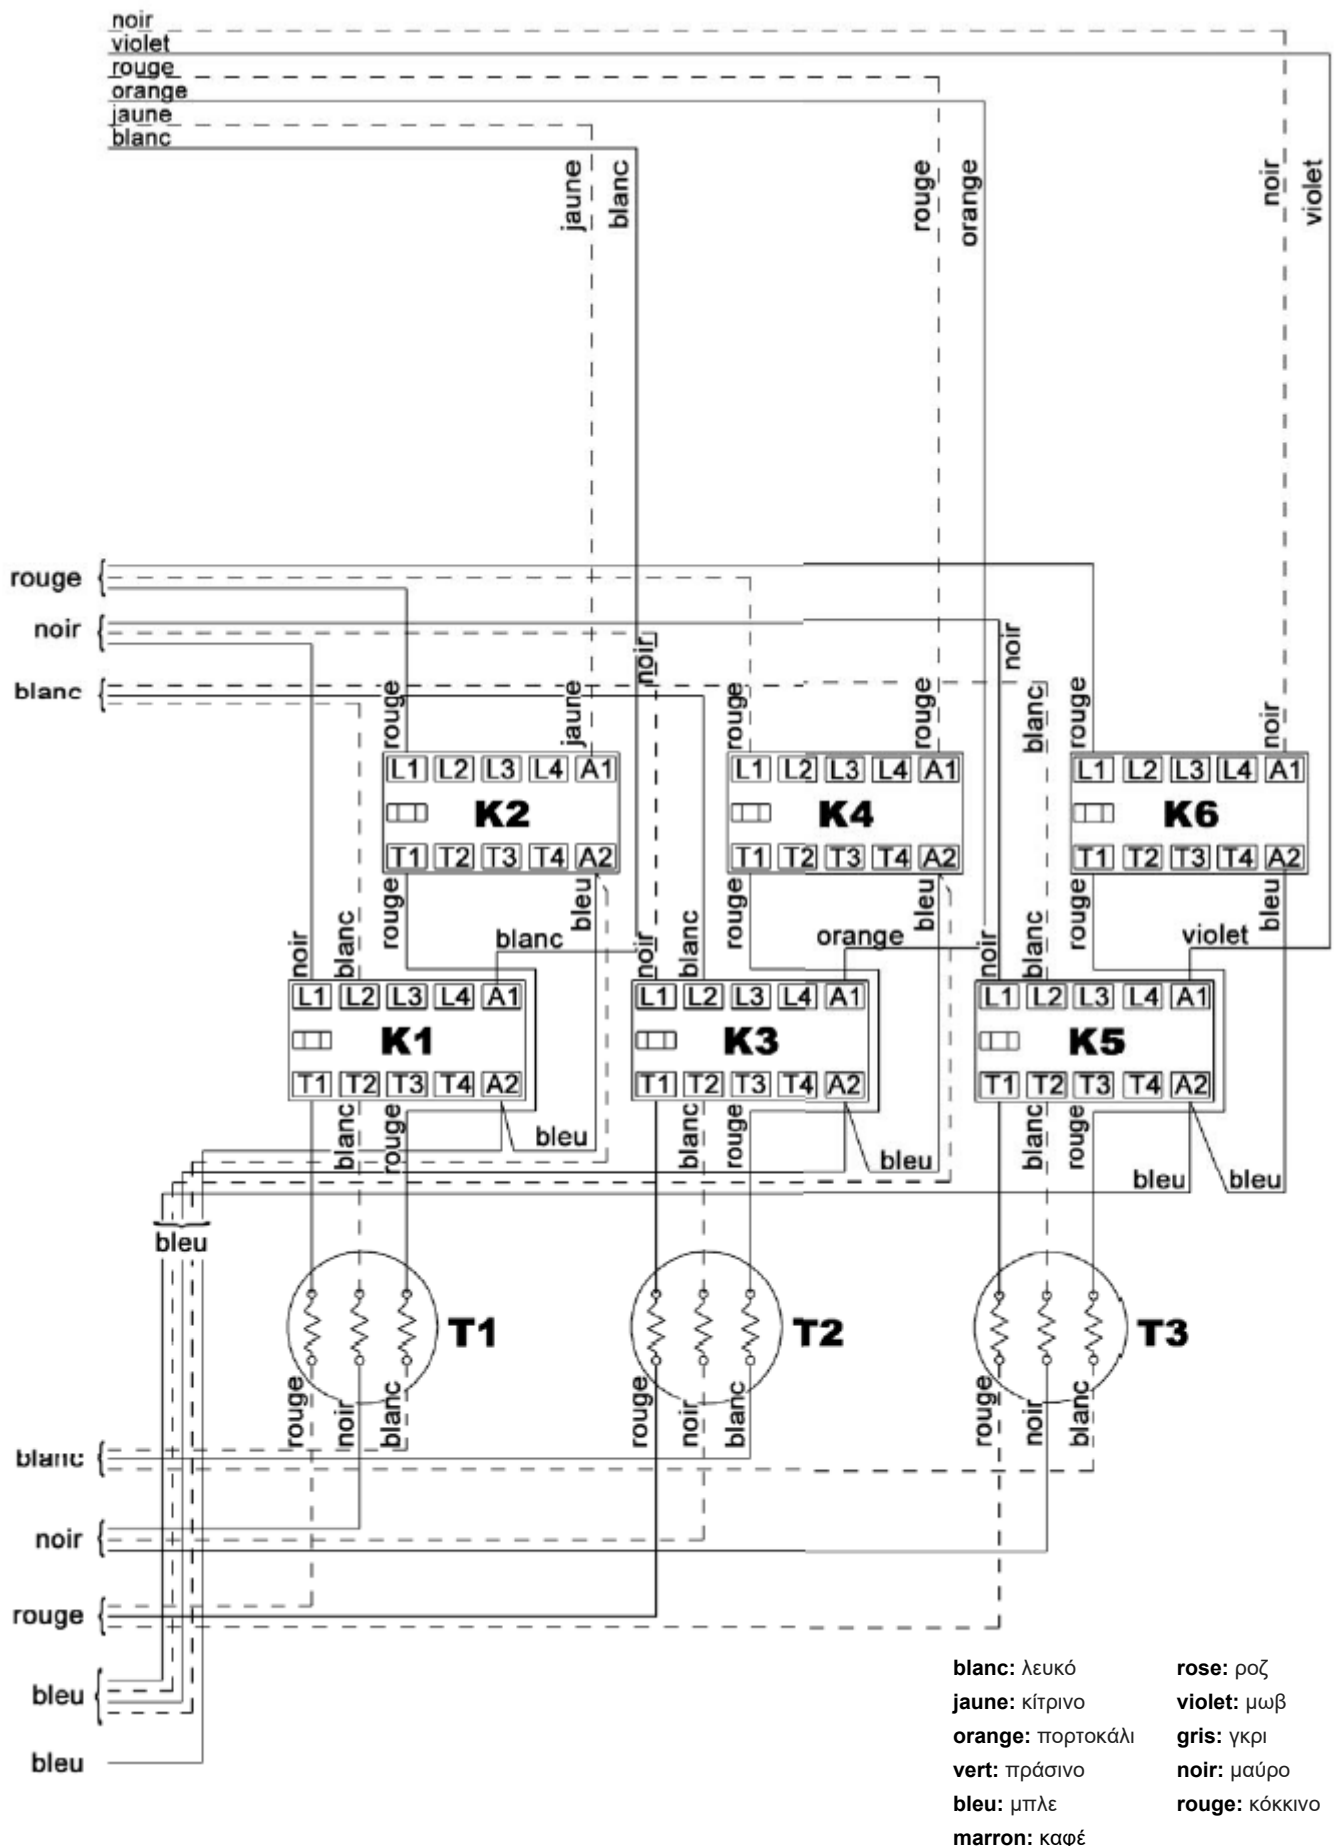 noir
violet
rouge
orange
jaune
blanc
jaune
blanc
rouge
orange
noir
violet
rouge
noir
blanc
rouge
jaune
noir
rouge
rouge
noir
blanc
rouge
noir
L1 L2 L3 L4 A1
K2
T1 T2 T3 T4 A2
L1 L2 L3 L4 A1
K4
T1 T2 T3 T4 A2
L1 L2 L3 L4 A1
K6
T1 T2 T3 T4 A2
noir
blanc
rouge
blanc
bleu
noir
blanc
rouge
orange
bleu
noir
blanc
rouge
violet
bleu
L1 L2 L3 L4 A1
K1
T1 T2 T3 T4 A2
L1 L2 L3 L4 A1
K3
T1 T2 T3 T4 A2
L1 L2 L3 L4 A1
K5
T1 T2 T3 T4 A2
blanc
rouge
bleu
blanc
rouge
bleu
blanc
rouge
bleu
bleu
bleu
T1
T2
T3
rouge
noir
blanc
rouge
noir
blanc
rouge
noir
blanc
blanc
noir
rouge
bleu
bleu
blanc: λευκό
jaune: κίτρινο
orange: πορτοκάλι
vert: πράσινο
bleu: μπλε
marron: καφέ
rose: ροζ
violet: μωβ
gris: γκρι
noir: μαύρο
rouge: κόκκινο